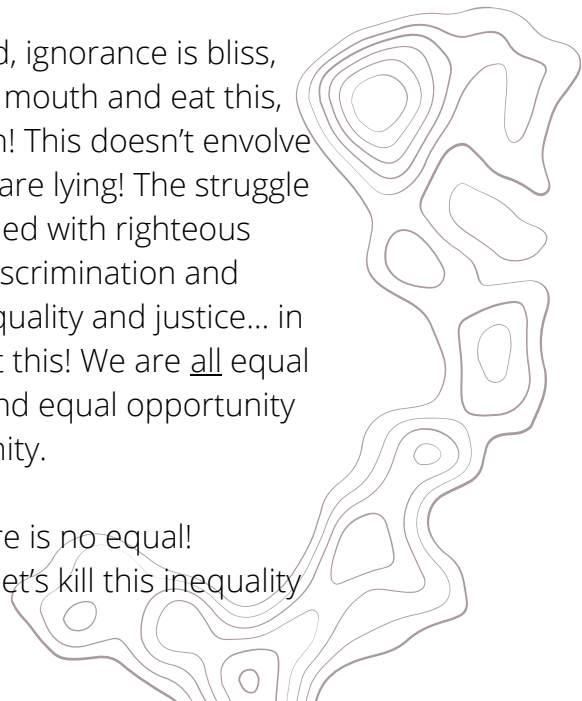 , ignorance is bliss,
mouth and eat this,
! This doesn't envolve
are lying! The struggle
ed with righteous
scrimination and
quality and justice... in
this! We are all equal
nd equal opportunity
ity.
re is no equal!
et's kill this inequality